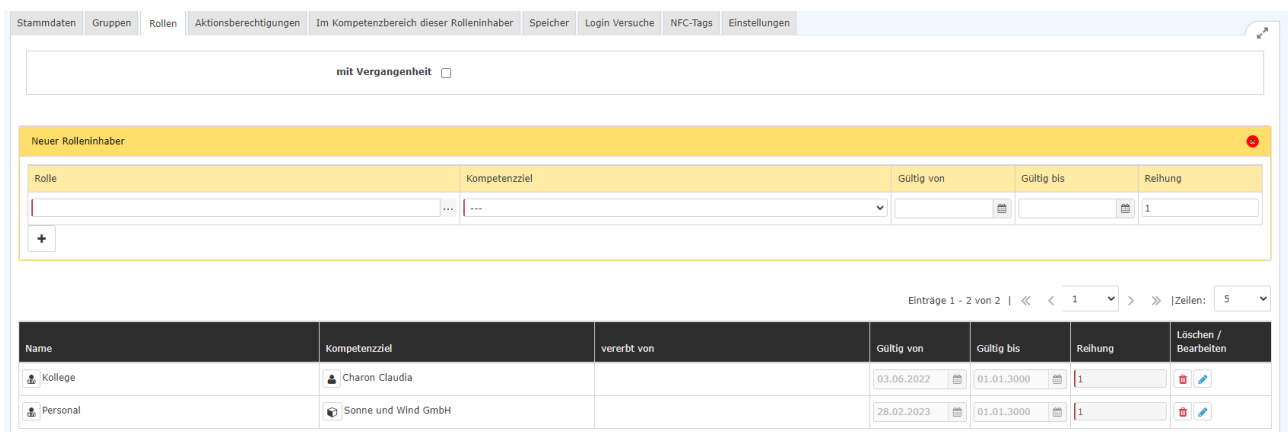 Stammdaten Gruppen Rollen Aktionsberechtigungen Im Kompetenzbereich dieser Rolleninhaber Speicher Login Versuche NFC-Tags Einstellungen
mit Vergangenheit
Neuer Rolleninhaber
Rolle Kompetenzziel Gültig von Gültig bis Reihung
... --- 1
+
Einträge 1 - 2 von 2 | 1 |Zeilen: 5
Name Kompetenzziel vererbt von Gültig von Gültig bis Reihung Löschen /
Bearbeiten
Kollege Charon Claudia 03.06.2022 01.01.3000 1
Personal Sonne und Wind GmbH 28.02.2023 01.01.3000 1